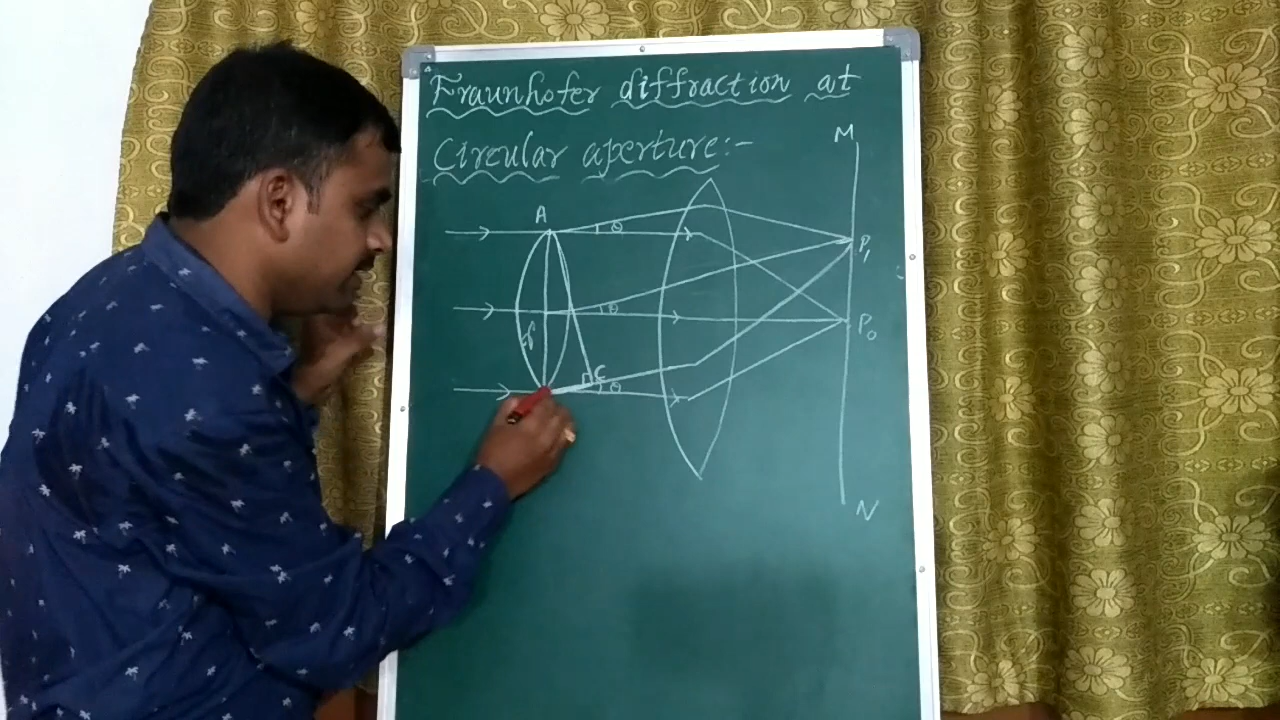 Fraunhofer diffraction at
Circular aperture:-
M
A
θ
P₁
θ
P₀
d
C
θ
N